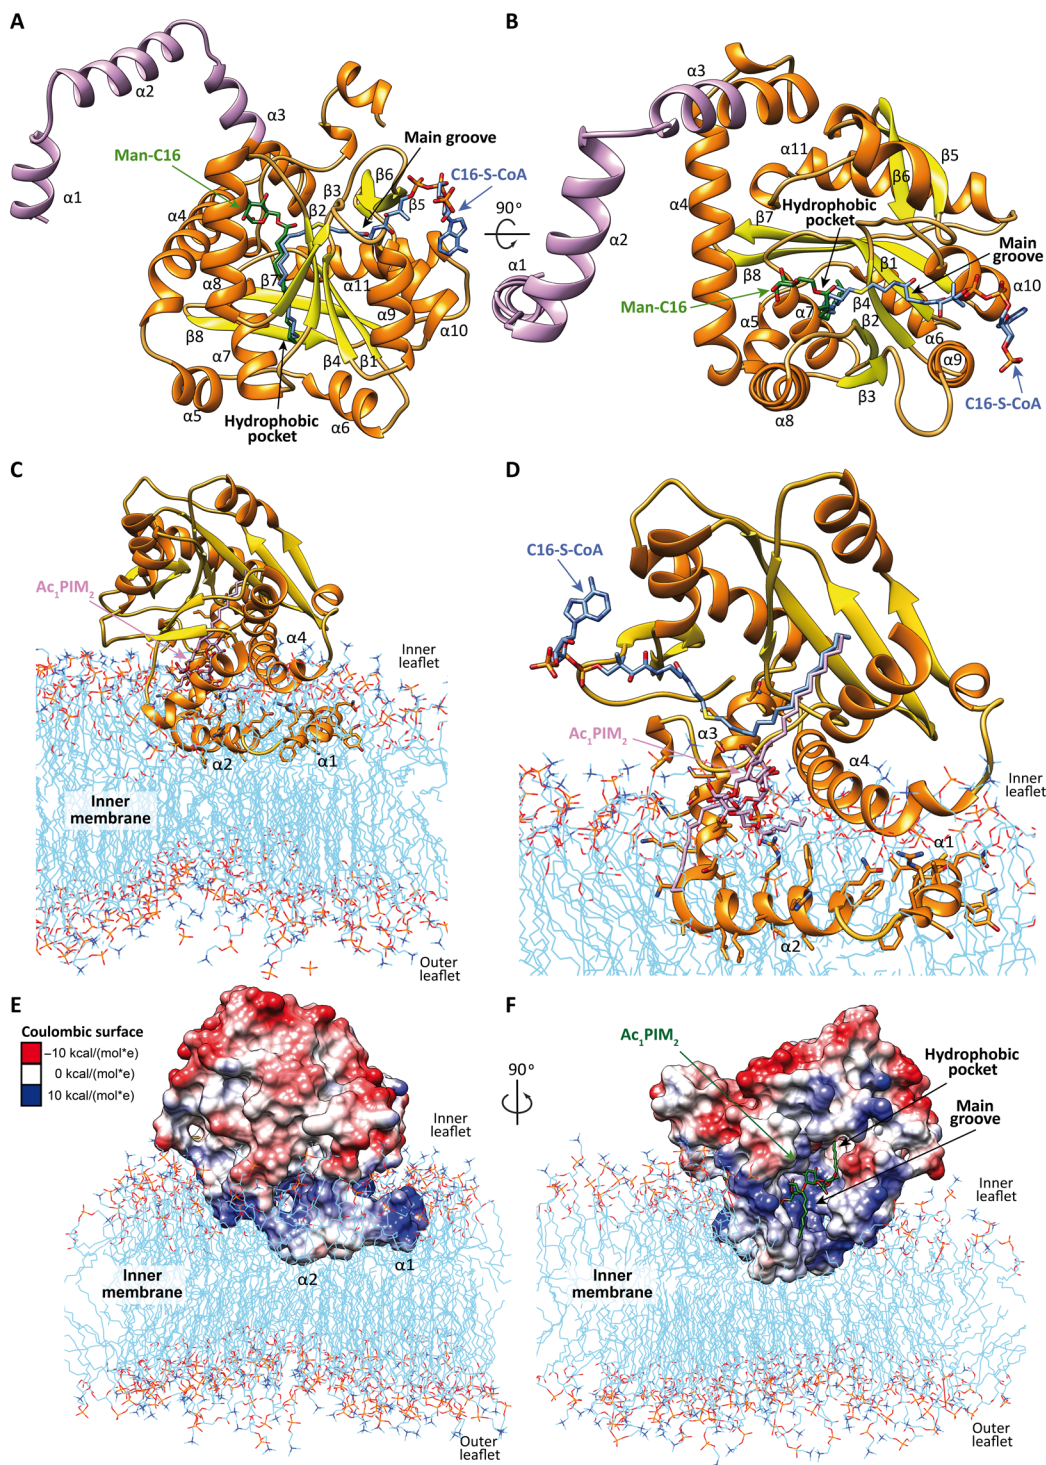 A
α2
α3
Man-C16
Main groove
C16-S-CoA
α1
β6
β3
β5
α4
β2
90°
β7
α8
α11
α9
α10
β8
α7
β4
β1
α5
α6
Hydrophobic
pocket
B
α3
α11
β5
β6
α4
β7
Hydrophobic
pocket
α2
Main
groove
β1
α1
β8
α10
Man-C16
β4
α7
β2
α5
α6
α9
β3
C16-S-CoA
α8
C
Ac₁PIM₂
α4
Inner
leaflet
α2
α1
Inner
membrane
Outer
leaflet
D
C16-S-CoA
Ac₁PIM₂
α3
α4
Inner
leaflet
α1
α2
E
Coulombic surface
−10 kcal/(mol*e)
0 kcal/(mol*e)
10 kcal/(mol*e)
Inner
leaflet
α2
α1
Inner
membrane
Outer
leaflet
90°
F
Ac₁PIM₂
Hydrophobic
pocket
Main
groove
Inner
leaflet
Inner
membrane
Outer
leaflet